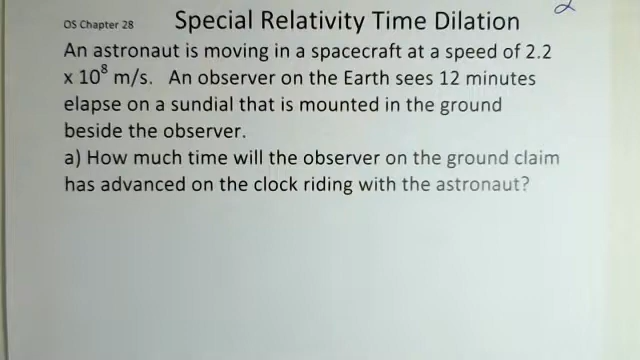 OS Chapter 28 Special Relativity Time Dilation
An astronaut is moving in a spacecraft at a speed of 2.2
x 10⁸ m/s. An observer on the Earth sees 12 minutes
elapse on a sundial that is mounted in the ground
beside the observer.
a) How much time will the observer on the ground claim
has advanced on the clock riding with the astronaut?